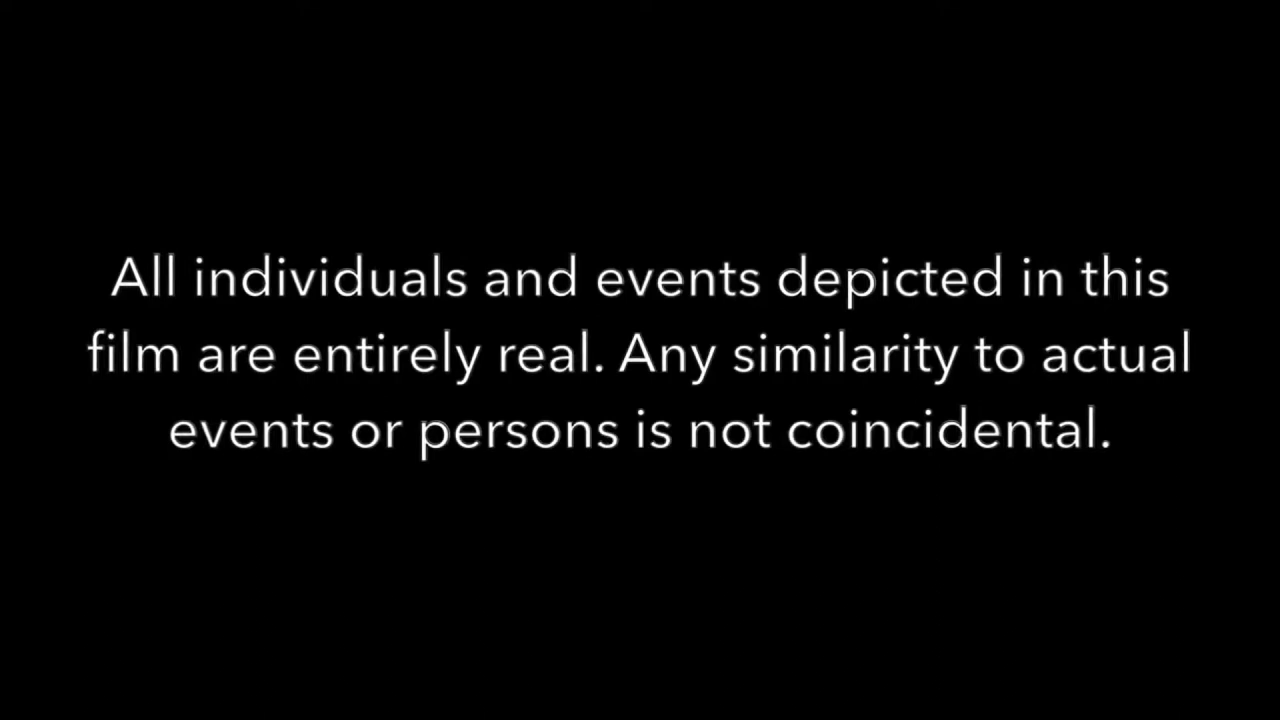 All individuals and events depicted in this
film are entirely real. Any similarity to actual
events or persons is not coincidental.